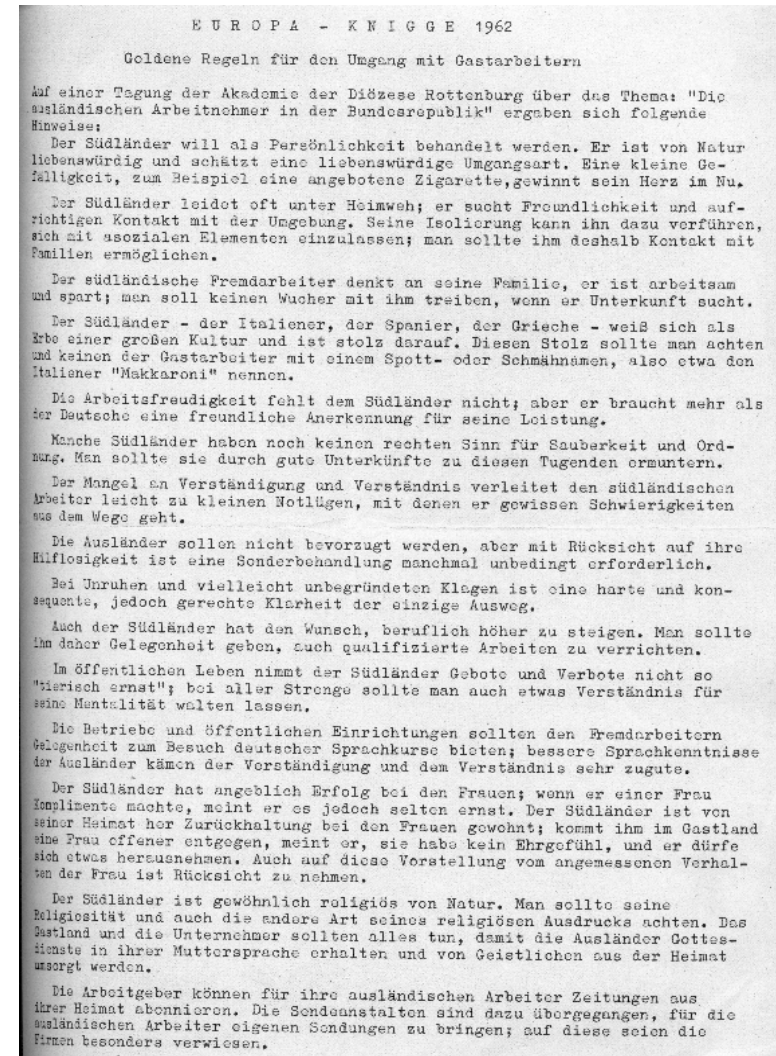 E U R O P A - K N I G G E 1962
Goldene Regeln für den Umgang mit Gastarbeitern
Auf einer Tagung der Akademie der Diözese Rottenburg über das Thema: "Die
ausländischen Arbeitnehmer in der Bundesrepublik" ergaben sich folgende
Hinweise:
Der Südländer will als Persönlichkeit behandelt werden. Er ist von Natur
liebenswürdig und schätzt eine liebenswürdige Umgangsart. Eine kleine Ge-
fälligkeit, zum Beispiel eine angebotene Zigarette,gewinnt sein Herz im Nu.
Der Südländer leidet oft unter Heimweh; er sucht Freundlichkeit und auf-
richtigen Kontakt mit der Umgebung. Seine Isolierung kann ihn dazu verführen,
sich mit asozialen Elementen einzulassen; man sollte ihm deshalb Kontakt mit
Familien ermöglichen.
Der südländische Fremdarbeiter denkt an seine Familie, er ist arbeitsam
und spart; man soll keinen Wucher mit ihm treiben, wenn er Unterkunft sucht.
Der Südländer - der Italiener, der Spanier, der Grieche - weiß sich als
Erbe einer großen Kultur und ist stolz darauf. Diesen Stolz sollte man achten
und keinen der Gastarbeiter mit einem Spott- oder Schmähnamen, also etwa den
Italiener "Makkaroni" nennen.
Die Arbeitsfreudigkeit fehlt dem Südländer nicht; aber er braucht mehr als
der Deutsche eine freundliche Anerkennung für seine Leistung.
Manche Südländer haben noch keinen rechten Sinn für Sauberkeit und Ord-
nung. Man sollte sie durch gute Unterkünfte zu diesen Tugenden ermuntern.
Der Mangel an Verständigung und Verständnis verleitet den südländischen
Arbeiter leicht zu kleinen Notlügen, mit denen er gewissen Schwierigkeiten
aus dem Wege geht.
Die Ausländer sollen nicht bevorzugt werden, aber mit Rücksicht auf ihre
Hilflosigkeit ist eine Sonderbehandlung manchmal unbedingt erforderlich.
Bei Unruhen und vielleicht unbegründeten Klagen ist eine harte und kon-
sequente, jedoch gerechte Klarheit der einzige Ausweg.
Auch der Südländer hat den Wunsch, beruflich höher zu steigen. Man sollte
ihm daher Gelegenheit geben, auch qualifizierte Arbeiten zu verrichten.
Im öffentlichen Leben nimmt der Südländer Gebote und Verbote nicht so
"tierisch ernst"; bei aller Strenge sollte man auch etwas Verständnis für
seine Mentalität walten lassen.
Die Betriebe und öffentlichen Einrichtungen sollten den Fremdarbeitern
Gelegenheit zum Besuch deutscher Sprachkurse bieten; bessere Sprachkenntnisse
der Ausländer kämen der Verständigung und dem Verständnis sehr zugute.
Der Südländer hat angeblich Erfolg bei den Frauen; wenn er einer Frau
Komplimente machte, meint er es jedoch selten ernst. Der Südländer ist von
seiner Heimat her Zurückhaltung bei den Frauen gewohnt; kommt ihm im Gastland
eine Frau offener entgegen, meint er, sie habe kein Ehrgefühl, und er dürfe
sich etwas herausnehmen. Auch auf diese Vorstellung vom angemessenen Verhal-
ten der Frau ist Rücksicht zu nehmen.
Der Südländer ist gewöhnlich religiös von Natur. Man sollte seine
Religiosität und auch die andere Art seines religiösen Ausdrucks achten. Das
Gastland und die Unternehmer sollten alles tun, damit die Ausländer Gottes-
dienste in ihrer Muttersprache erhalten und von Geistlichen aus der Heimat
umsorgt werden.
Die Arbeitgeber können für ihre ausländischen Arbeiter Zeitungen aus
ihrer Heimat abonnieren. Die Sendeanstalten sind dazu übergegangen, für die
ausländischen Arbeiter eigenen Sendungen zu bringen; auf diese seien die
Firmen besonders verwiesen.